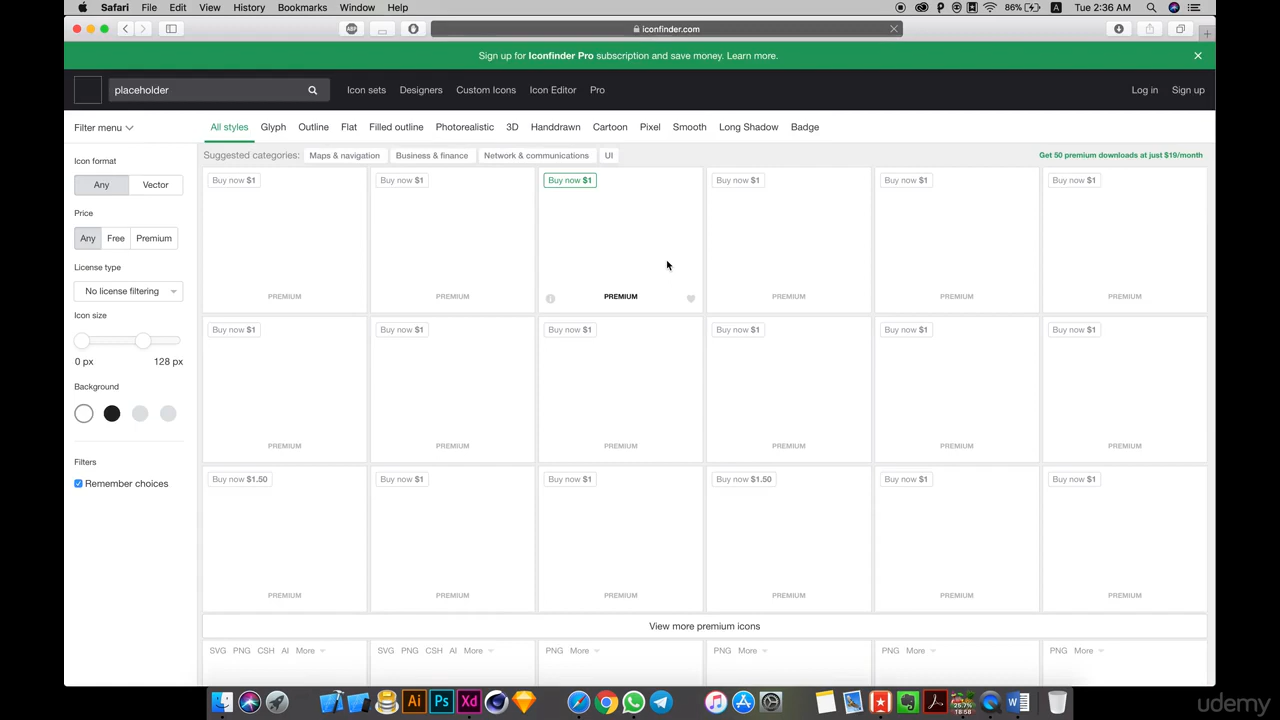 Safari File Edit View History Bookmarks Window Help 86% Tue 2:36 AM
iconfinder.com
Sign up for Iconfinder Pro subscription and save money. Learn more.
placeholder Icon sets Designers Custom Icons Icon Editor Pro Log in Sign up
Filter menu All styles Glyph Outline Flat Filled outline Photorealistic 3D Handdrawn Cartoon Pixel Smooth Long Shadow Badge
Suggested categories: Maps & navigation Business & finance Network & communications UI Get 50 premium downloads at just $19/month
Icon format
Any Vector
Price
Any Free Premium
License type
No license filtering
Icon size
0 px 128 px
Background
Filters
Remember choices
Buy now $1 Buy now $1 Buy now $1 Buy now $1 Buy now $1 Buy now $1
PREMIUM PREMIUM PREMIUM PREMIUM PREMIUM PREMIUM
Buy now $1 Buy now $1 Buy now $1 Buy now $1 Buy now $1 Buy now $1
PREMIUM PREMIUM PREMIUM PREMIUM PREMIUM PREMIUM
Buy now $1.50 Buy now $1 Buy now $1 Buy now $1.50 Buy now $1 Buy now $1
PREMIUM PREMIUM PREMIUM PREMIUM PREMIUM PREMIUM
View more premium icons
SVG PNG CSH AI More SVG PNG CSH AI More PNG More PNG More PNG More PNG More
Ai Ps Xd W
udemy